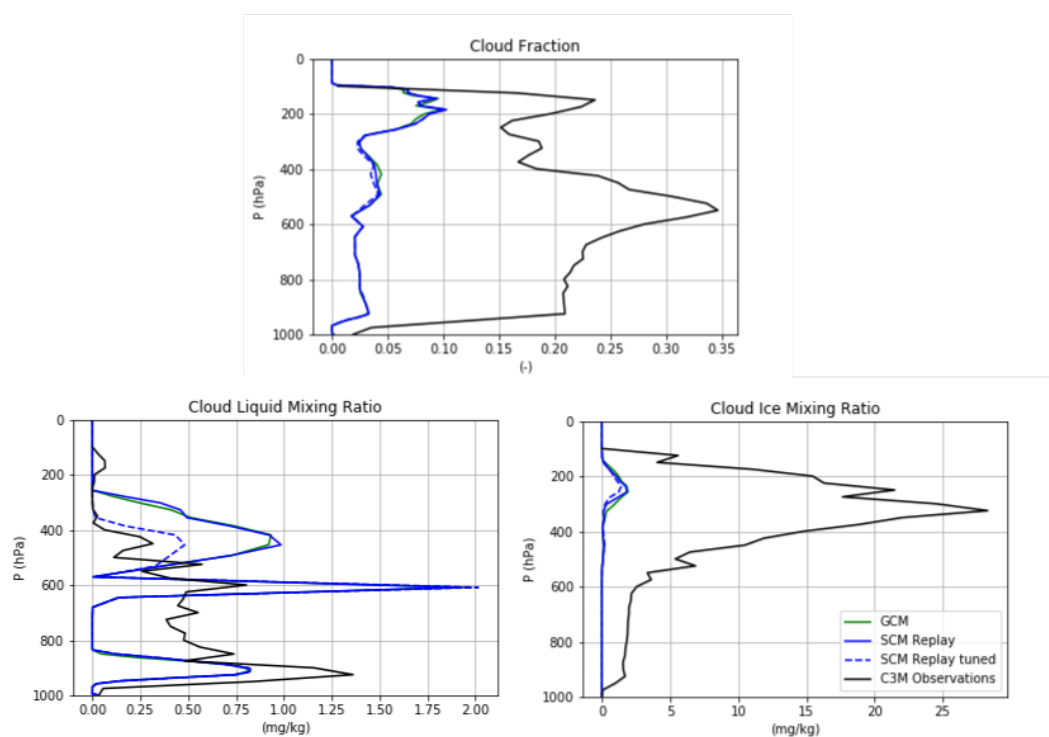 Cloud Fraction
0
200
400
600
800
1000
P (hPa)
0.00 0.05 0.10 0.15 0.20 0.25 0.30 0.35
(-)
Cloud Liquid Mixing Ratio
0
200
400
600
800
1000
P (hPa)
0.00 0.25 0.50 0.75 1.00 1.25 1.50 1.75 2.00
(mg/kg)
Cloud Ice Mixing Ratio
0
200
400
600
800
1000
P (hPa)
0 5 10 15 20 25
(mg/kg)
GCM
SCM Replay
SCM Replay tuned
C3M Observations